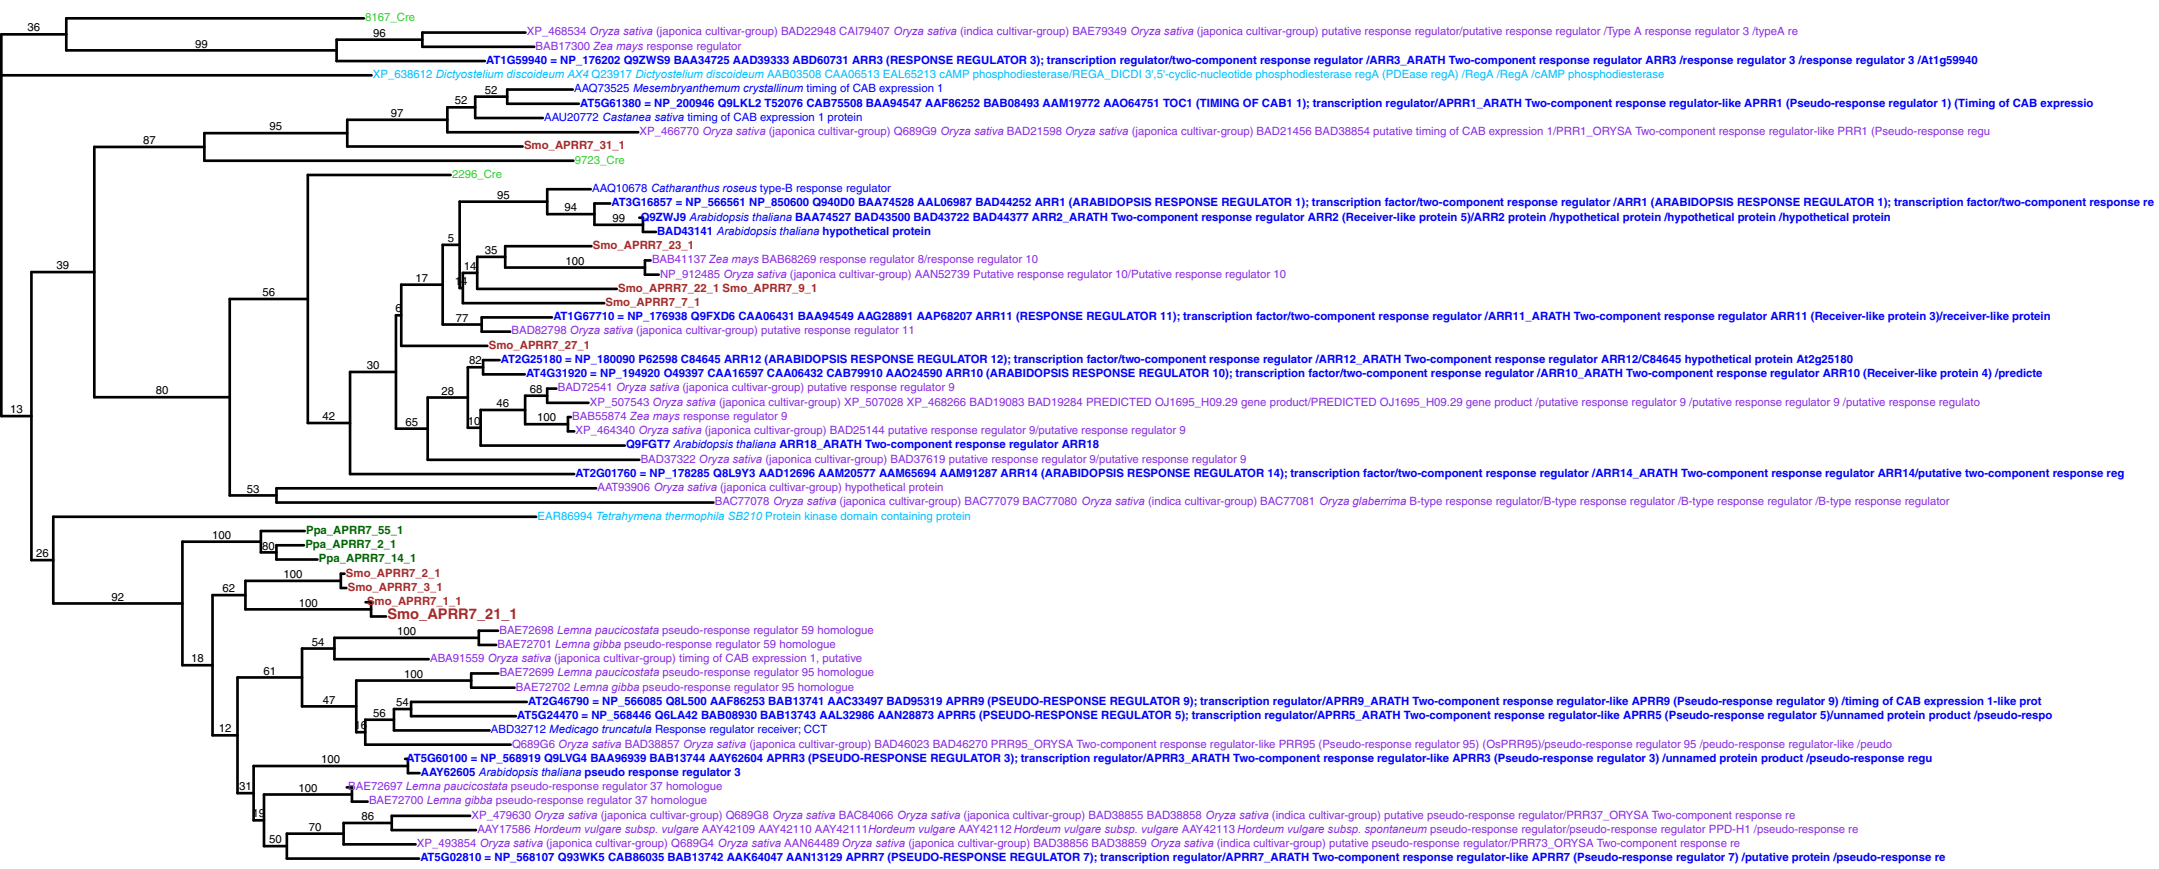 36
8167_Cre
99
96
XP_468534 Oryza sativa (japonica cultivar-group) BAD22948 CAI79407 Oryza sativa (indica cultivar-group) BAE79349 Oryza sativa (japonica cultivar-group) putative response regulator/putative response regulator /Type A response regulator 3 /typeA re
BAB17300 Zea mays response regulator
AT1G59940 = NP_176202 Q9ZWS9 BAA34725 AAD39333 ABD60731 ARR3 (RESPONSE REGULATOR 3); transcription regulator/two-component response regulator /ARR3_ARATH Two-component response regulator ARR3 /response regulator 3 /response regulator 3 /At1g59940
XP_638612 Dictyostelium discoideum AX4 Q23917 Dictyostelium discoideum AAB03508 CAA06513 EAL65213 cAMP phosphodiesterase/REGA_DICDI 3',5'-cyclic-nucleotide phosphodiesterase regA (PDEase regA) /RegA /RegA /cAMP phosphodiesterase
52
AAQ73525 Mesembryanthemum crystallinum timing of CAB expression 1
52
AT5G61380 = NP_200946 Q9LKL2 T52076 CAB75508 BAA94547 AAF86252 BAB08493 AAM19772 AAO64751 TOC1 (TIMING OF CAB1 1); transcription regulator/APRR1_ARATH Two-component response regulator-like APRR1 (Pseudo-response regulator 1) (Timing of CAB expressio
97
AAU20772 Castanea sativa timing of CAB expression 1 protein
95
XP_466770 Oryza sativa (japonica cultivar-group) Q689G9 Oryza sativa BAD21598 Oryza sativa (japonica cultivar-group) BAD21456 BAD38854 putative timing of CAB expression 1/PRR1_ORYSA Two-component response regulator-like PRR1 (Pseudo-response regu
87
Smo_APRR7_31_1
9723_Cre
2296_Cre
95
AAQ10678 Catharanthus roseus type-B response regulator
94
AT3G16857 = NP_566561 NP_850600 Q940D0 BAA74528 AAL06987 BAD44252 ARR1 (ARABIDOPSIS RESPONSE REGULATOR 1); transcription factor/two-component response regulator /ARR1 (ARABIDOPSIS RESPONSE REGULATOR 1); transcription factor/two-component response re
99
Q9ZWJ9 Arabidopsis thaliana BAA74527 BAD43500 BAD43722 BAD44377 ARR2_ARATH Two-component response regulator ARR2 (Receiver-like protein 5)/ARR2 protein /hypothetical protein /hypothetical protein /hypothetical protein
BAD43141 Arabidopsis thaliana hypothetical protein
5
35
Smo_APRR7_23_1
14
100
BAB41137 Zea mays BAB68269 response regulator 8/response regulator 10
39
17
14
NP_912485 Oryza sativa (japonica cultivar-group) AAN52739 Putative response regulator 10/Putative response regulator 10
56
Smo_APRR7_22_1 Smo_APRR7_9_1
Smo_APRR7_7_1
6
77
AT1G67710 = NP_176938 Q9FXD6 CAA06431 BAA94549 AAG28891 AAP68207 ARR11 (RESPONSE REGULATOR 11); transcription factor/two-component response regulator /ARR11_ARATH Two-component response regulator ARR11 (Receiver-like protein 3)/receiver-like protein
BAD82798 Oryza sativa (japonica cultivar-group) putative response regulator 11
Smo_APRR7_27_1
30
82
AT2G25180 = NP_180090 P62598 C84645 ARR12 (ARABIDOPSIS RESPONSE REGULATOR 12); transcription factor/two-component response regulator /ARR12_ARATH Two-component response regulator ARR12/C84645 hypothetical protein At2g25180
AT4G31920 = NP_194920 O49397 CAA16597 CAA06432 CAB79910 AAO24590 ARR10 (ARABIDOPSIS RESPONSE REGULATOR 10); transcription factor/two-component response regulator /ARR10_ARATH Two-component response regulator ARR10 (Receiver-like protein 4) /predicte
80
28
68
BAD72541 Oryza sativa (japonica cultivar-group) putative response regulator 9
46
XP_507543 Oryza sativa (japonica cultivar-group) XP_507028 XP_468266 BAD19083 BAD19284 PREDICTED OJ1695_H09.29 gene product/PREDICTED OJ1695_H09.29 gene product /putative response regulator 9 /putative response regulator 9 /putative response regulato
13
42
65
10
100
BAB55874 Zea mays response regulator 9
XP_464340 Oryza sativa (japonica cultivar-group) BAD25144 putative response regulator 9/putative response regulator 9
Q9FGT7 Arabidopsis thaliana ARR18_ARATH Two-component response regulator ARR18
BAD37322 Oryza sativa (japonica cultivar-group) BAD37619 putative response regulator 9/putative response regulator 9
AT2G01760 = NP_178285 Q8L9Y3 AAD12696 AAM20577 AAM65694 AAM91287 ARR14 (ARABIDOPSIS RESPONSE REGULATOR 14); transcription factor/two-component response regulator /ARR14_ARATH Two-component response regulator ARR14/putative two-component response reg
53
AAT93906 Oryza sativa (japonica cultivar-group) hypothetical protein
BAC77078 Oryza sativa (japonica cultivar-group) BAC77079 BAC77080 Oryza sativa (indica cultivar-group) BAC77081 Oryza glaberrima B-type response regulator/B-type response regulator /B-type response regulator /B-type response regulator
EAR86994 Tetrahymena thermophila SB210 Protein kinase domain containing protein
26
100
Ppa_APRR7_55_1
80
Ppa_APRR7_2_1
Ppa_APRR7_14_1
92
62
100
Smo_APRR7_2_1
Smo_APRR7_3_1
100
Smo_APRR7_1_1
Smo_APRR7_21_1
18
100
BAE72698 Lemna paucicostata pseudo-response regulator 59 homologue
54
BAE72701 Lemna gibba pseudo-response regulator 59 homologue
ABA91559 Oryza sativa (japonica cultivar-group) timing of CAB expression 1, putative
61
100
BAE72699 Lemna paucicostata pseudo-response regulator 95 homologue
BAE72702 Lemna gibba pseudo-response regulator 95 homologue
47
54
AT2G46790 = NP_566085 Q8L500 AAF86253 BAB13741 AAC33497 BAD95319 APRR9 (PSEUDO-RESPONSE REGULATOR 9); transcription regulator/APRR9_ARATH Two-component response regulator-like APRR9 (Pseudo-response regulator 9) /timing of CAB expression 1-like prot
56
AT5G24470 = NP_568446 Q6LA42 BAB08930 BAB13743 AAL32986 AAN28873 APRR5 (PSEUDO-RESPONSE REGULATOR 5); transcription regulator/APRR5_ARATH Two-component response regulator-like APRR5 (Pseudo-response regulator 5)/unnamed protein product /pseudo-respo
12
16
ABD32712 Medicago truncatula Response regulator receiver; CCT
Q689G6 Oryza sativa BAD38857 Oryza sativa (japonica cultivar-group) BAD46023 BAD46270 PRR95_ORYSA Two-component response regulator-like PRR95 (Pseudo-response regulator 95) (OsPRR95)/pseudo-response regulator 95 /peudo-response regulator-like /peudo
100
AT5G60100 = NP_568919 Q9LVG4 BAA96939 BAB13744 AAY62604 APRR3 (PSEUDO-RESPONSE REGULATOR 3); transcription regulator/APRR3_ARATH Two-component response regulator-like APRR3 (Pseudo-response regulator 3) /unnamed protein product /pseudo-response regu
AAY62605 Arabidopsis thaliana pseudo response regulator 3
31
100
BAE72697 Lemna paucicostata pseudo-response regulator 37 homologue
BAE72700 Lemna gibba pseudo-response regulator 37 homologue
19
86
XP_479630 Oryza sativa (japonica cultivar-group) Q689G8 Oryza sativa BAC84066 Oryza sativa (japonica cultivar-group) BAD38855 BAD38858 Oryza sativa (indica cultivar-group) putative pseudo-response regulator/PRR37_ORYSA Two-component response re
70
AAY17586 Hordeum vulgare subsp. vulgare AAY42109 AAY42110 AAY42111 Hordeum vulgare AAY42112 Hordeum vulgare subsp. vulgare AAY42113 Hordeum vulgare subsp. spontaneum pseudo-response regulator/pseudo-response regulator PPD-H1 /pseudo-response re
50
XP_493854 Oryza sativa (japonica cultivar-group) Q689G4 Oryza sativa AAN64489 Oryza sativa (japonica cultivar-group) BAD38856 BAD38859 Oryza sativa (indica cultivar-group) putative pseudo-response regulator/PRR73_ORYSA Two-component response re
AT5G02810 = NP_568107 Q93WK5 CAB86035 BAB13742 AAK64047 AAN13129 APRR7 (PSEUDO-RESPONSE REGULATOR 7); transcription regulator/APRR7_ARATH Two-component response regulator-like APRR7 (Pseudo-response regulator 7) /putative protein /pseudo-response re